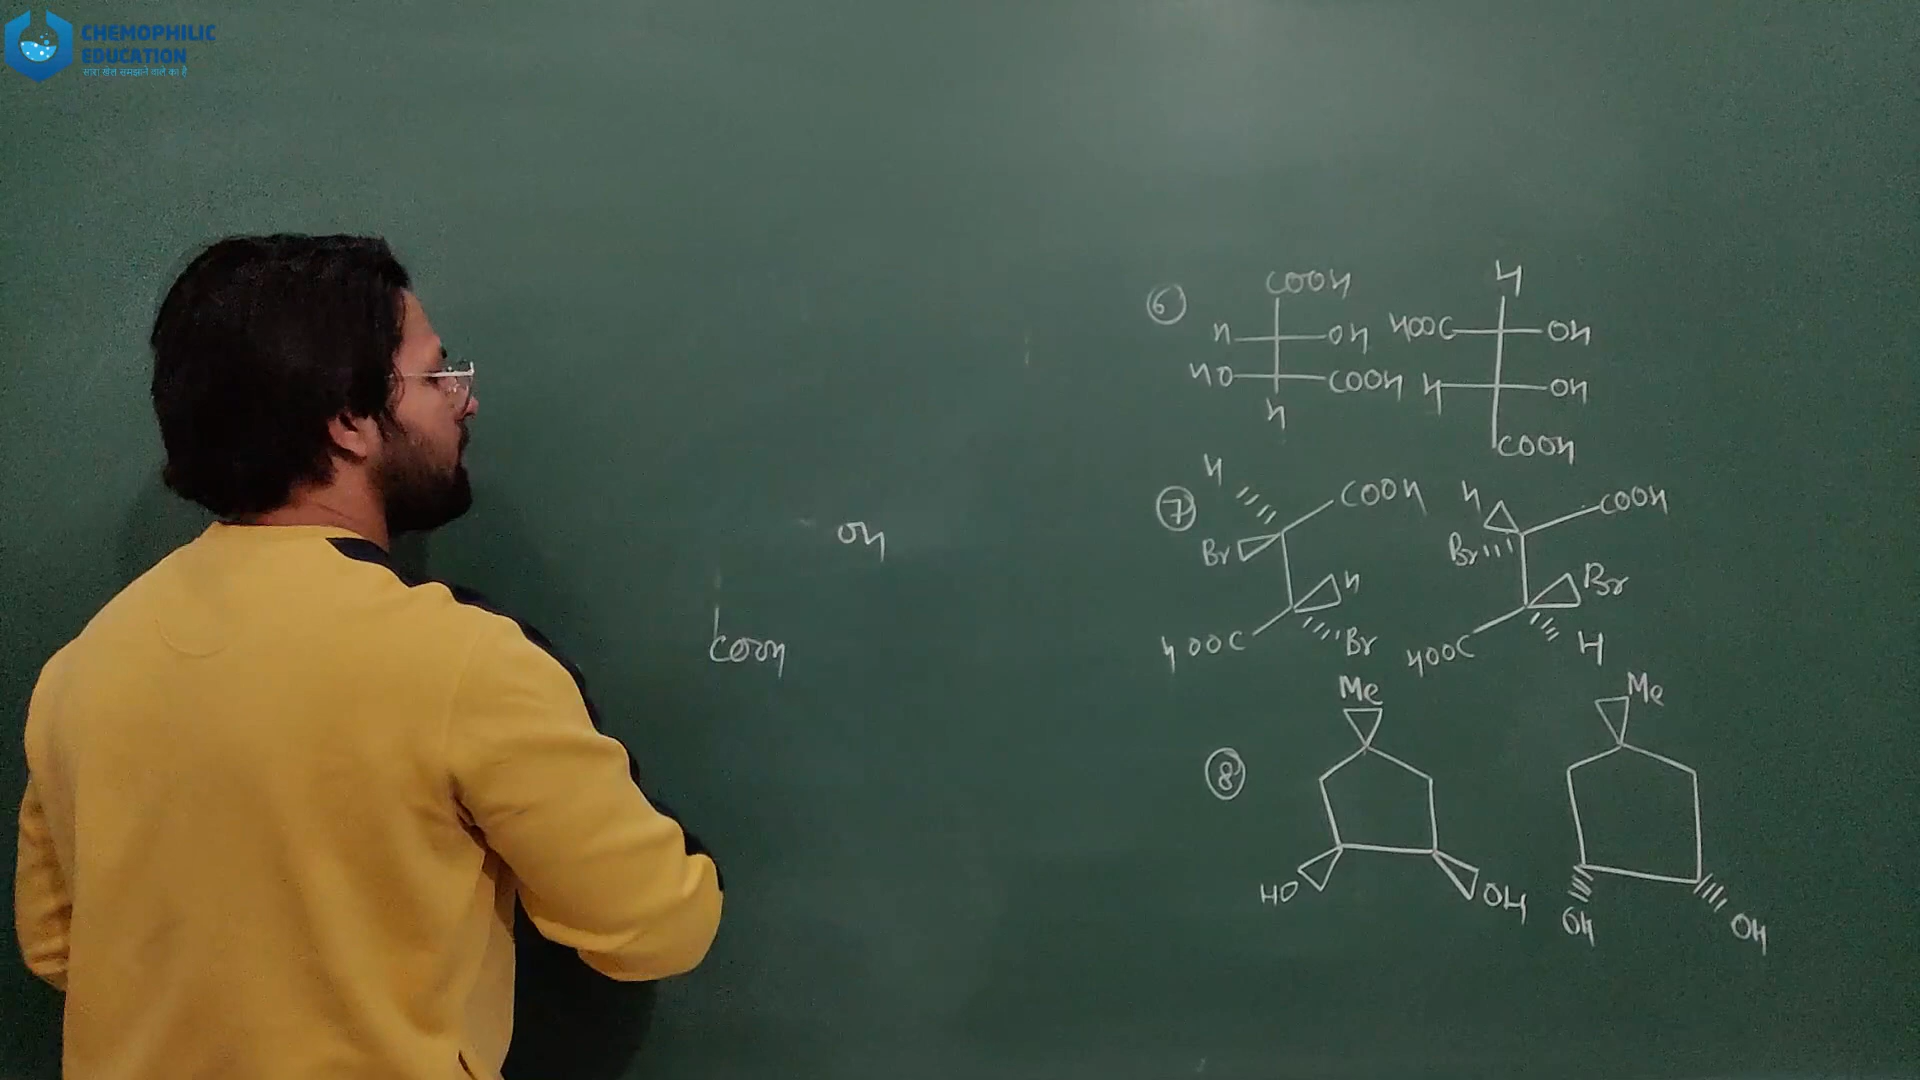 CHEMOPHILIC
EDUCATION
सारा खेल समझाने वाले का है
OH
COOH
6
COOH
H OH
HO COOH
H
H
HOOC OH
H OH
COOH
7
H COOH
Br
H
HOOC Br
H COOH
Br
Br
HOOC H
8
Me
HO OH
Me
OH OH